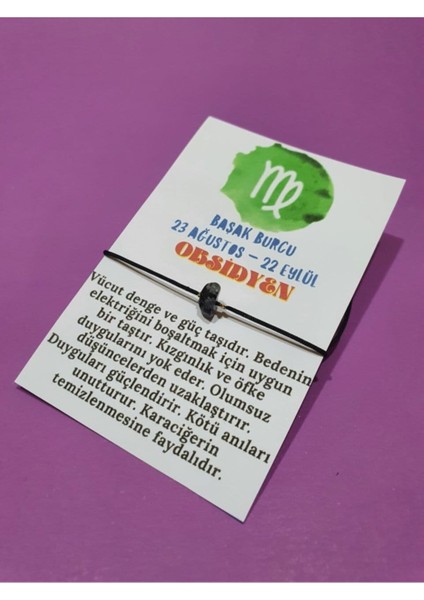 BAŞAK BURCU
23 AĞUSTOS – 22 EYLÜL
OBSİDYEN
Vücut denge ve güç taşıdır. Bedenin
elektriğini boşaltmak için uygun
bir taştır. Kızgınlık ve öfke
duygularını yok eder. Olumsuz
düşüncelerden uzaklaştırır.
Duyguları güçlendirir. Kötü anıları
unutturur. Karaciğerin
temizlenmesine faydalıdır.